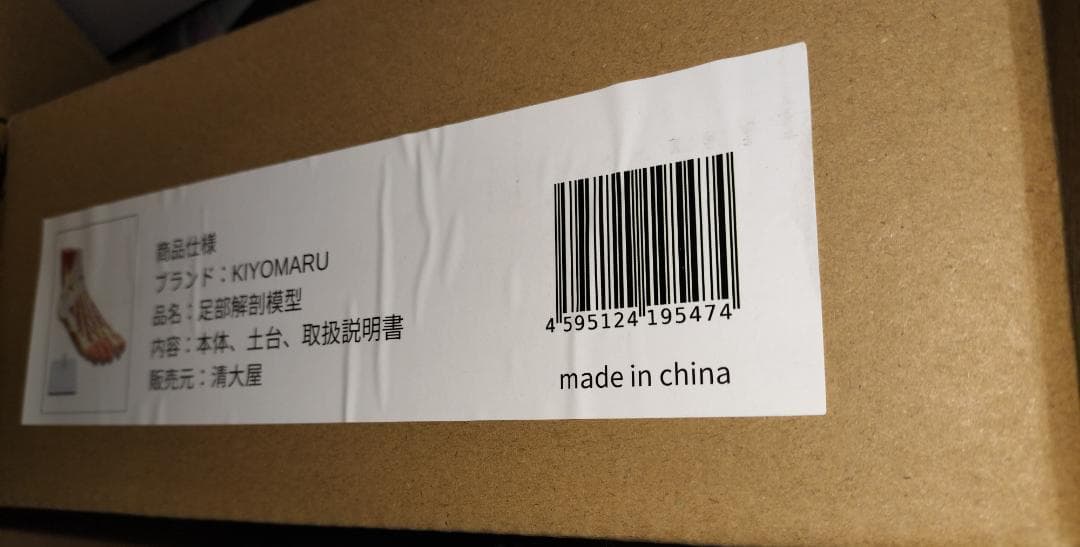 商品仕様
ブランド：KIYOMARU
品名：足部解剖模型
内容：本体、土台、取扱説明書
販売元：清大屋
4 595124 195474
made in china